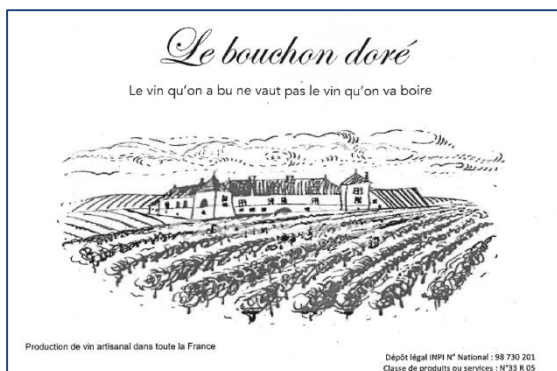 Le bouchon doré
Le vin qu'on a bu ne vaut pas le vin qu'on va boire
Production de vin artisanal dans toute la France
Dépôt légal INPI N° National : 98 730 201
Classe de produits ou services : N°33 R 05